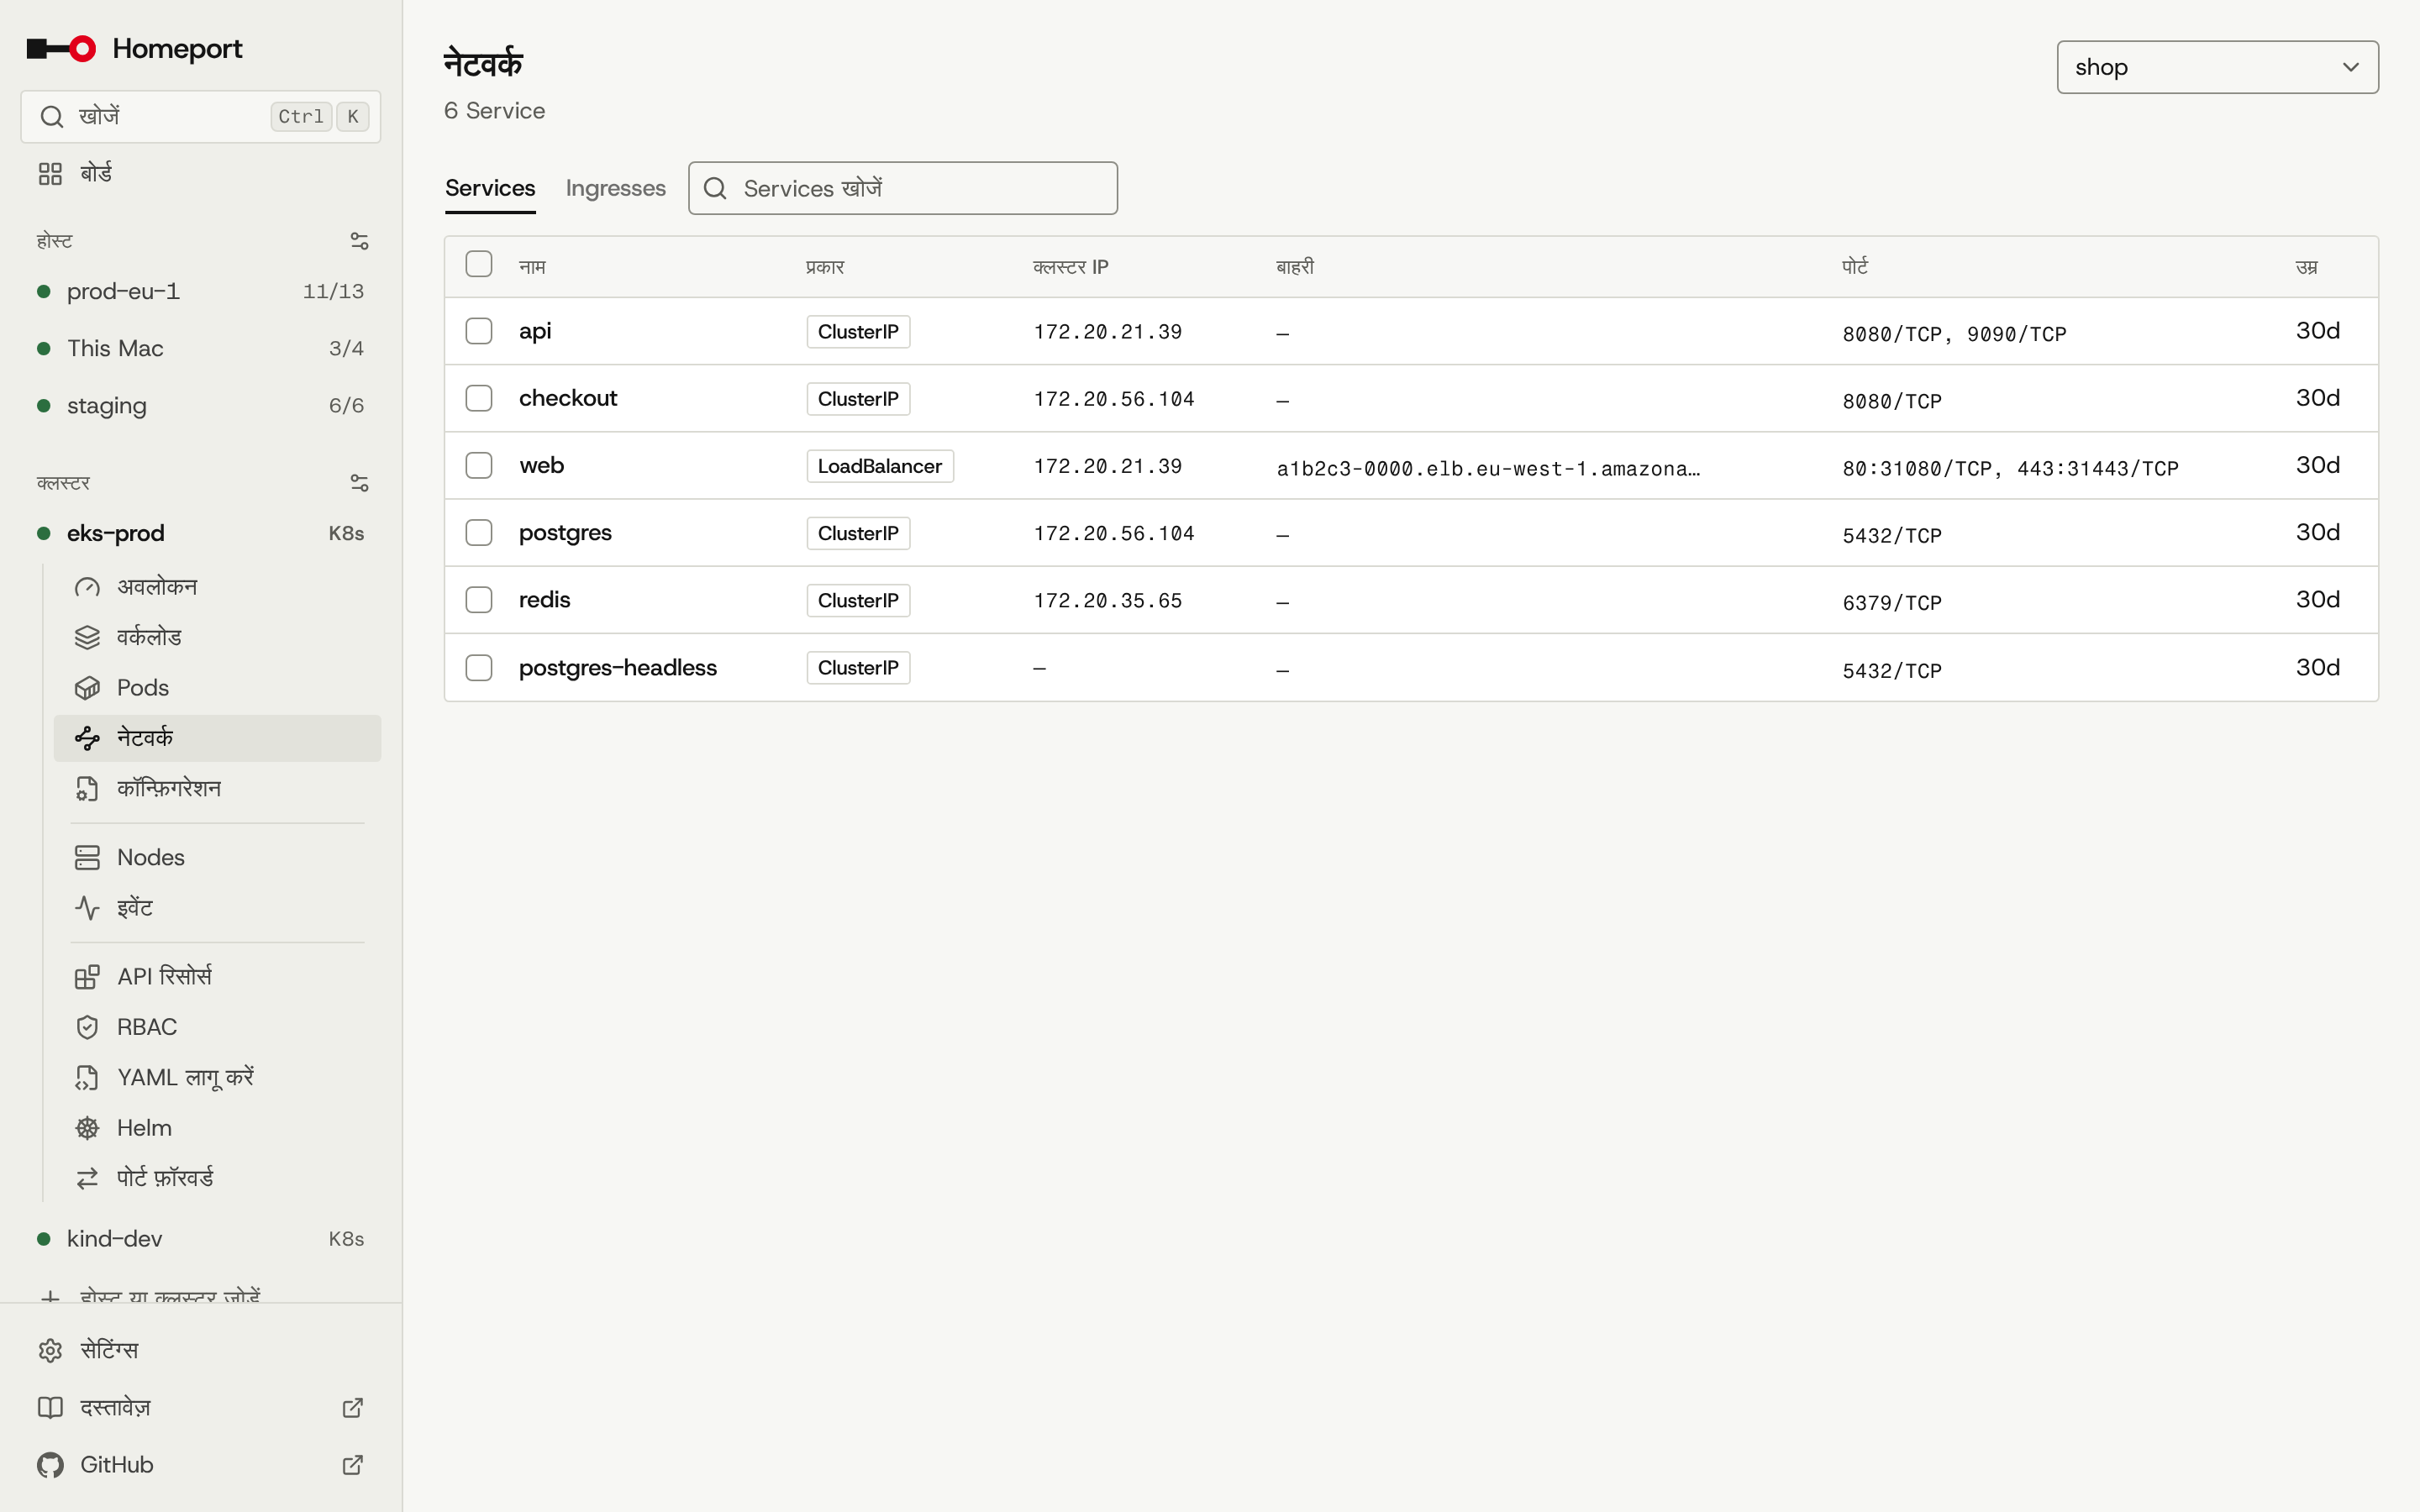 Homeport
खोजें Ctrl K
बोर्ड
होस्ट
prod-eu-1 11/13
This Mac 3/4
staging 6/6
क्लस्टर
eks-prod K8s
अवलोकन
वर्कलोड
Pods
नेटवर्क
कॉन्फ़िगरेशन
Nodes
इवेंट
API रिसोर्स
RBAC
YAML लागू करें
Helm
पोर्ट फ़ॉरवर्ड
kind-dev K8s
होस्ट या क्लस्टर जोड़ें
सेटिंग्स
दस्तावेज़
GitHub
नेटवर्क
6 Service
shop
Services Ingresses Services खोजें
नाम प्रकार क्लस्टर IP बाहरी पोर्ट उम्र
api ClusterIP 172.20.21.39 — 8080/TCP, 9090/TCP 30d
checkout ClusterIP 172.20.56.104 — 8080/TCP 30d
web LoadBalancer 172.20.21.39 a1b2c3-0000.elb.eu-west-1.amazona… 80:31080/TCP, 443:31443/TCP 30d
postgres ClusterIP 172.20.56.104 — 5432/TCP 30d
redis ClusterIP 172.20.35.65 — 6379/TCP 30d
postgres-headless ClusterIP — — 5432/TCP 30d